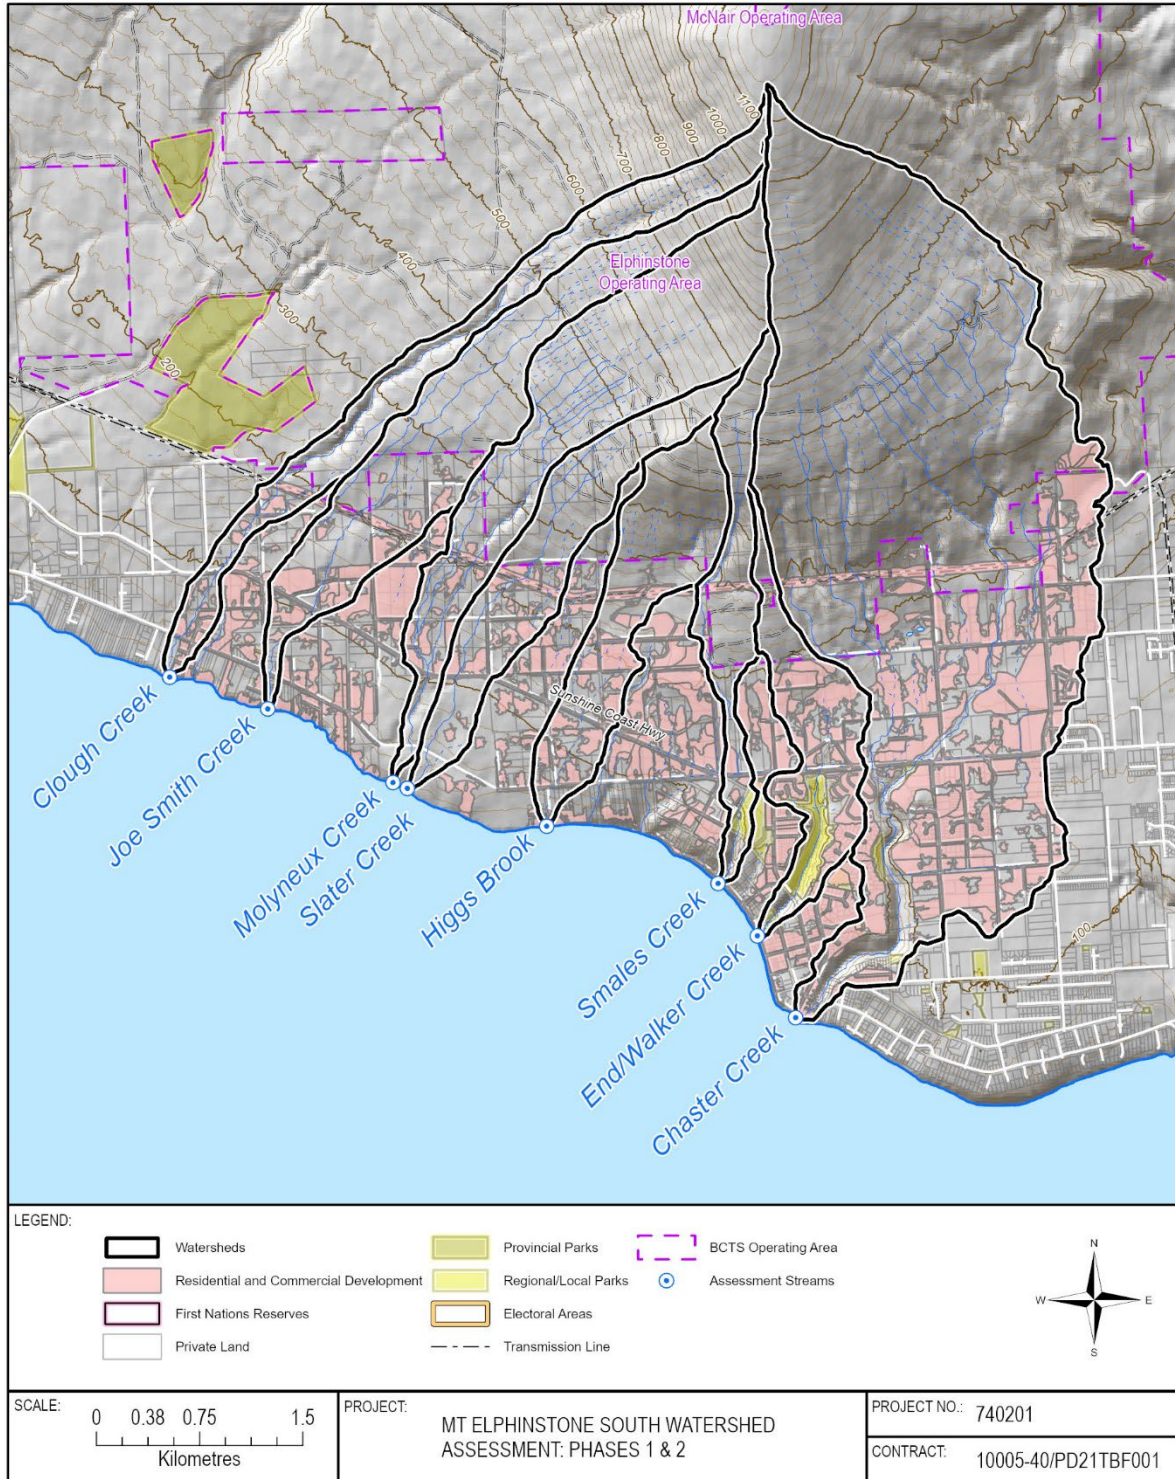 McNair Operating Area
1100
1000
900
800
700
600
500
400
300
200
Elphinstone
Operating Area
Sunshine Coast Hwy
100
Clough Creek
Joe Smith Creek
Molyneux Creek
Slater Creek
Higgs Brook
Smales Creek
End/Walker Creek
Chaster Creek
LEGEND:
Watersheds
Residential and Commercial Development
First Nations Reserves
Private Land
Provincial Parks
Regional/Local Parks
Electoral Areas
Transmission Line
BCTS Operating Area
Assessment Streams
N
W E
S
SCALE:
0 0.38 0.75 1.5
Kilometres
PROJECT:
MT ELPHINSTONE SOUTH WATERSHED
ASSESSMENT: PHASES 1 & 2
PROJECT NO.: 740201
CONTRACT: 10005-40/PD21TBF001